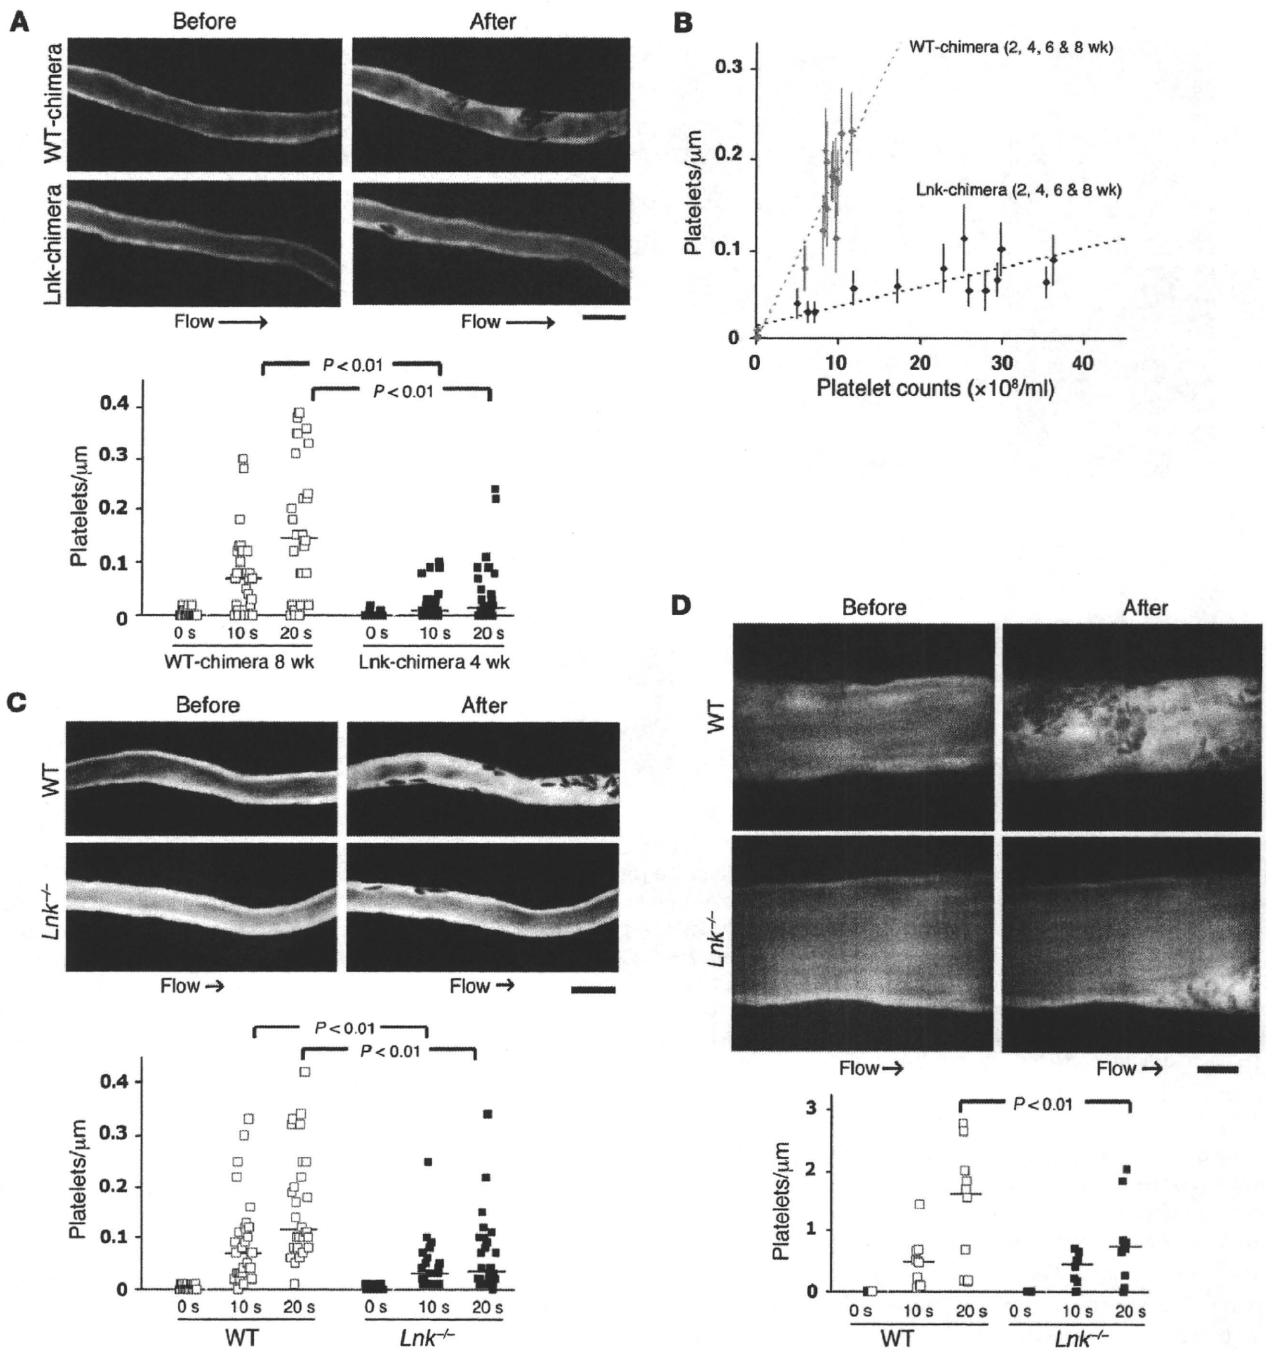 A
Before After
WT-chimera
Lnk-chimera
Flow → Flow →
P < 0.01
P < 0.01
Platelets/μm
0.4
0.3
0.2
0.1
0
0 s 10 s 20 s 0 s 10 s 20 s
WT-chimera 8 wk Lnk-chimera 4 wk
B
WT-chimera (2, 4, 6 & 8 wk)
Lnk-chimera (2, 4, 6 & 8 wk)
Platelets/μm
0.3
0.2
0.1
0
0 10 20 30 40
Platelet counts (×10⁸/ml)
C
Before After
WT
Lnk⁻/⁻
Flow → Flow →
P < 0.01
P < 0.01
Platelets/μm
0.4
0.3
0.2
0.1
0
0 s 10 s 20 s 0 s 10 s 20 s
WT Lnk⁻/⁻
D
Before After
WT
Lnk⁻/⁻
Flow → Flow →
P < 0.01
Platelets/μm
3
2
1
0
0 s 10 s 20 s 0 s 10 s 20 s
WT Lnk⁻/⁻